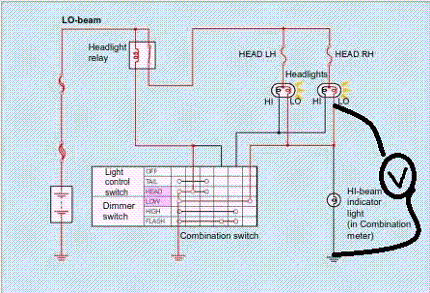 LO-beam
Headlight
relay
HEAD LH
HEAD RH
Headlights
HI
LO
HI
LO
Light
control
switch
Dimmer
switch
OFF
TAIL
HEAD
LOW
HIGH
FLASH
Combination switch
HI-beam
indicator
light
(in Combination
meter)
V